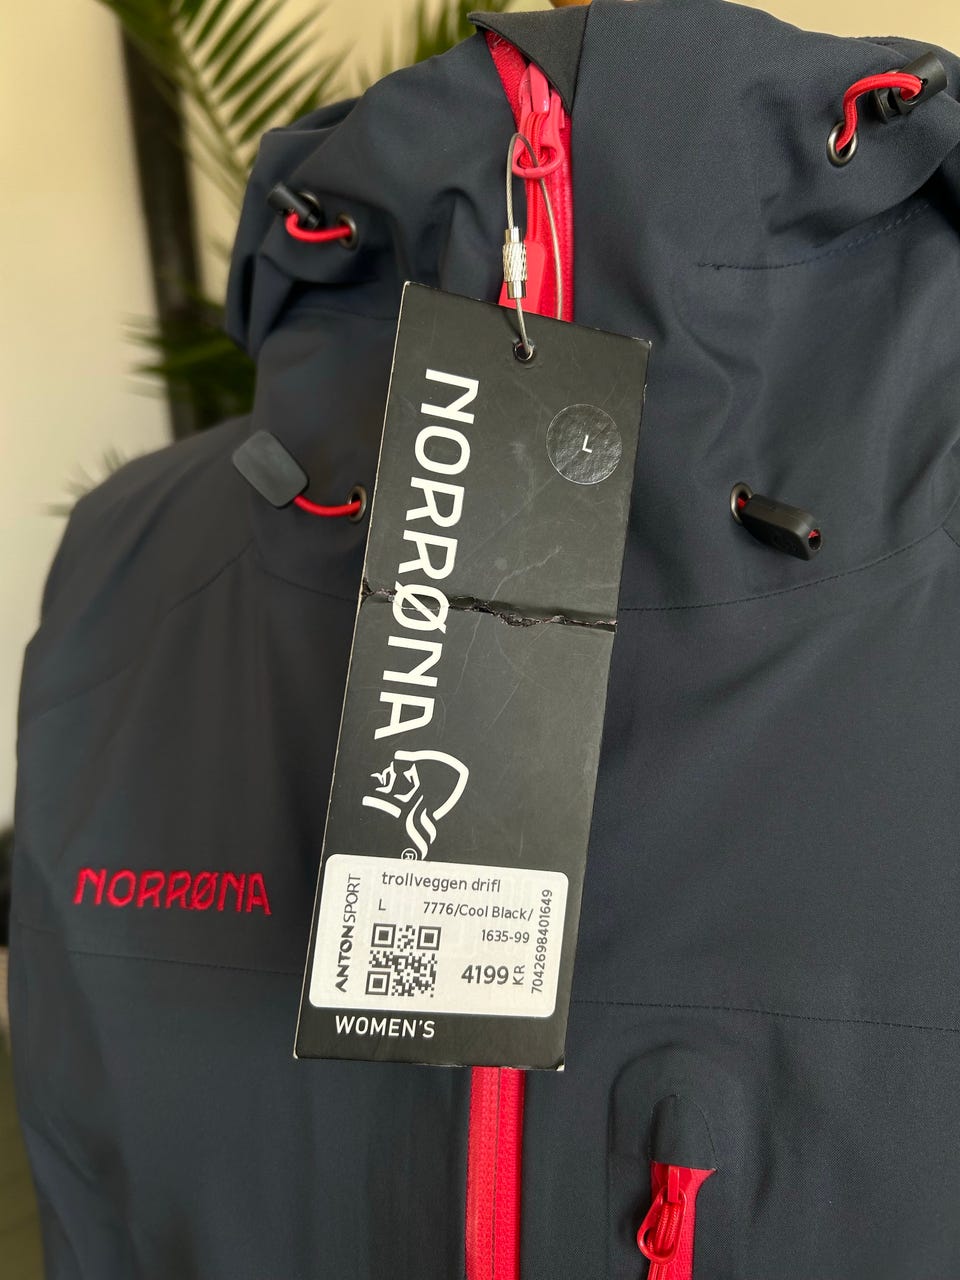 NORRØNA
L
®
NORRØNA
ANTON SPORT
trollveggen drifl
L 7776/Cool Black/
1635-99
4199 KR
7042698401649
WOMEN'S